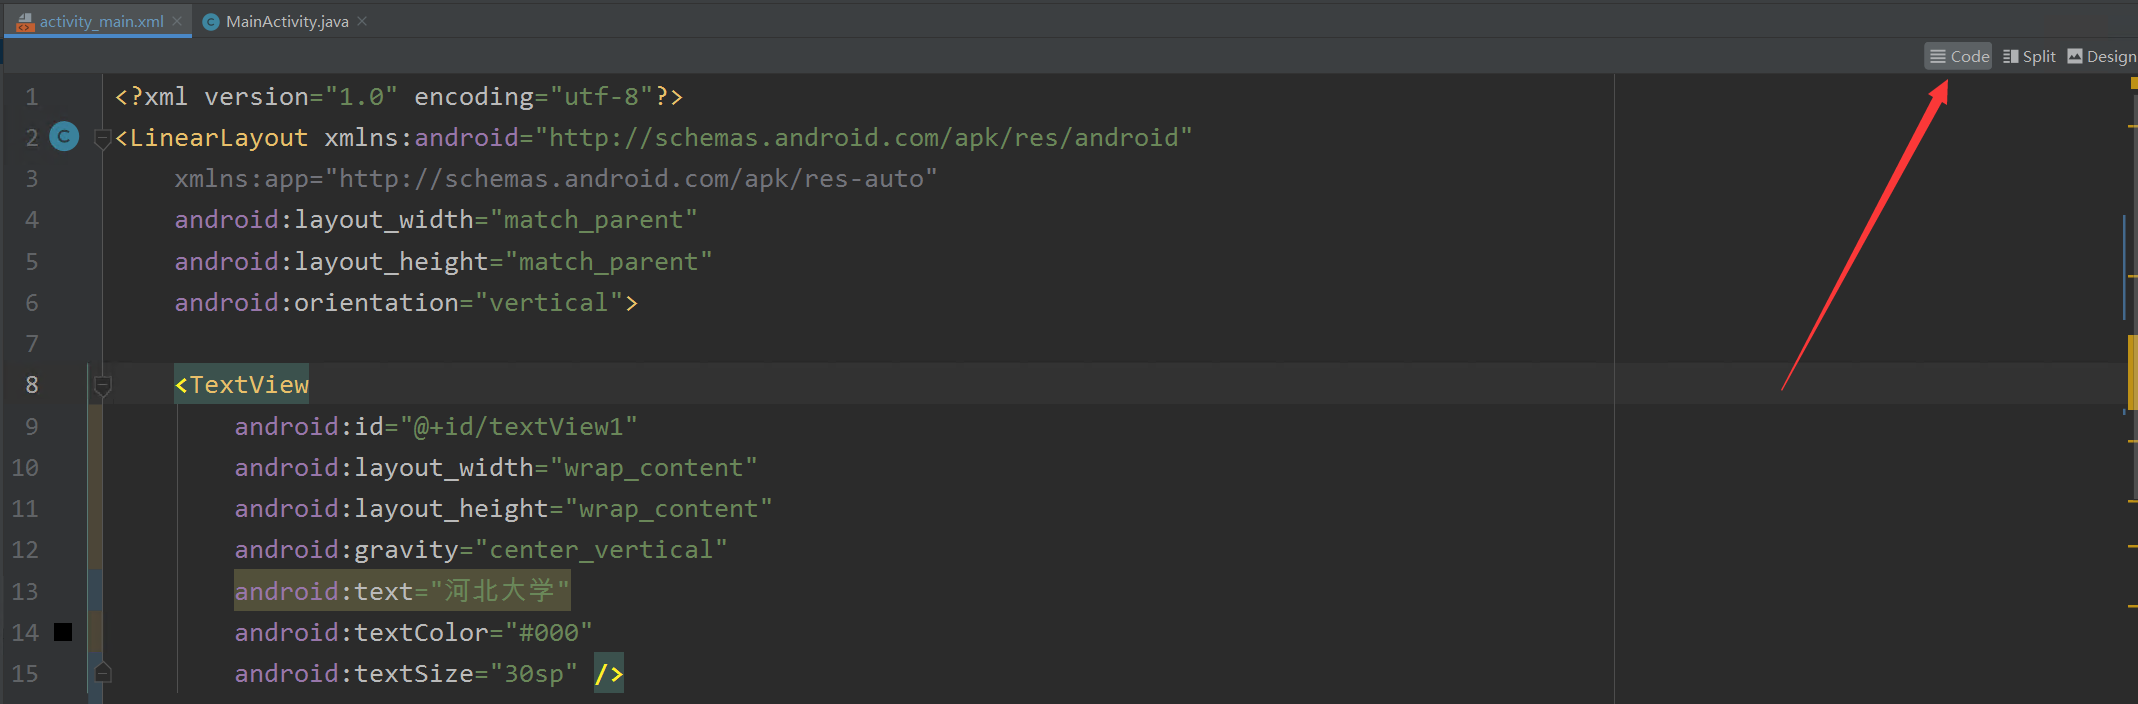 activity_main.xml MainActivity.java
Code Split Design
1 <?xml version="1.0" encoding="utf-8"?>
2 <LinearLayout xmlns:android="http://schemas.android.com/apk/res/android"
3 xmlns:app="http://schemas.android.com/apk/res-auto"
4 android:layout_width="match_parent"
5 android:layout_height="match_parent"
6 android:orientation="vertical">
7
8 <TextView
9 android:id="@+id/textView1"
10 android:layout_width="wrap_content"
11 android:layout_height="wrap_content"
12 android:gravity="center_vertical"
13 android:text="河北大学"
14 android:textColor="#000"
15 android:textSize="30sp" />